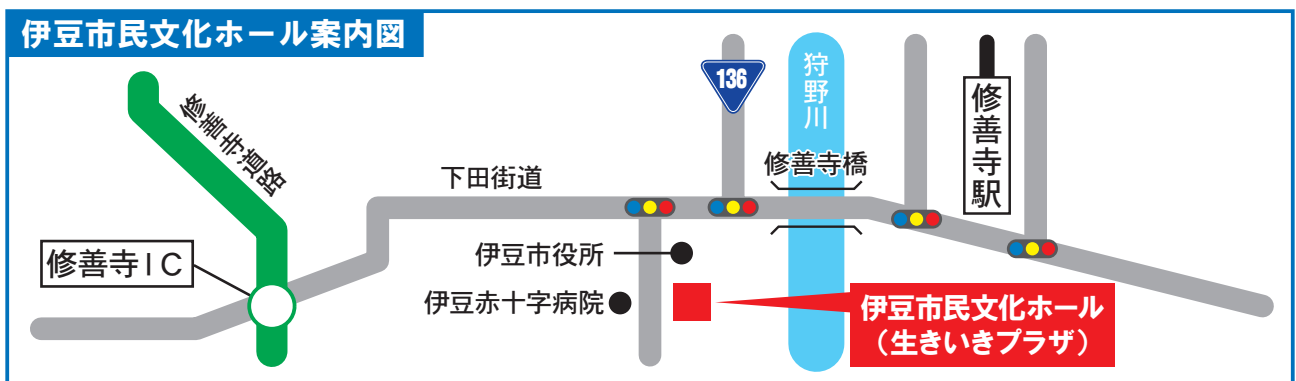 伊豆市民文化ホール案内図
修善寺道路
136
狩野川
修善寺駅
下田街道
修善寺橋
修善寺IC
伊豆市役所
伊豆赤十字病院
伊豆市民文化ホール
（生きいきプラザ）